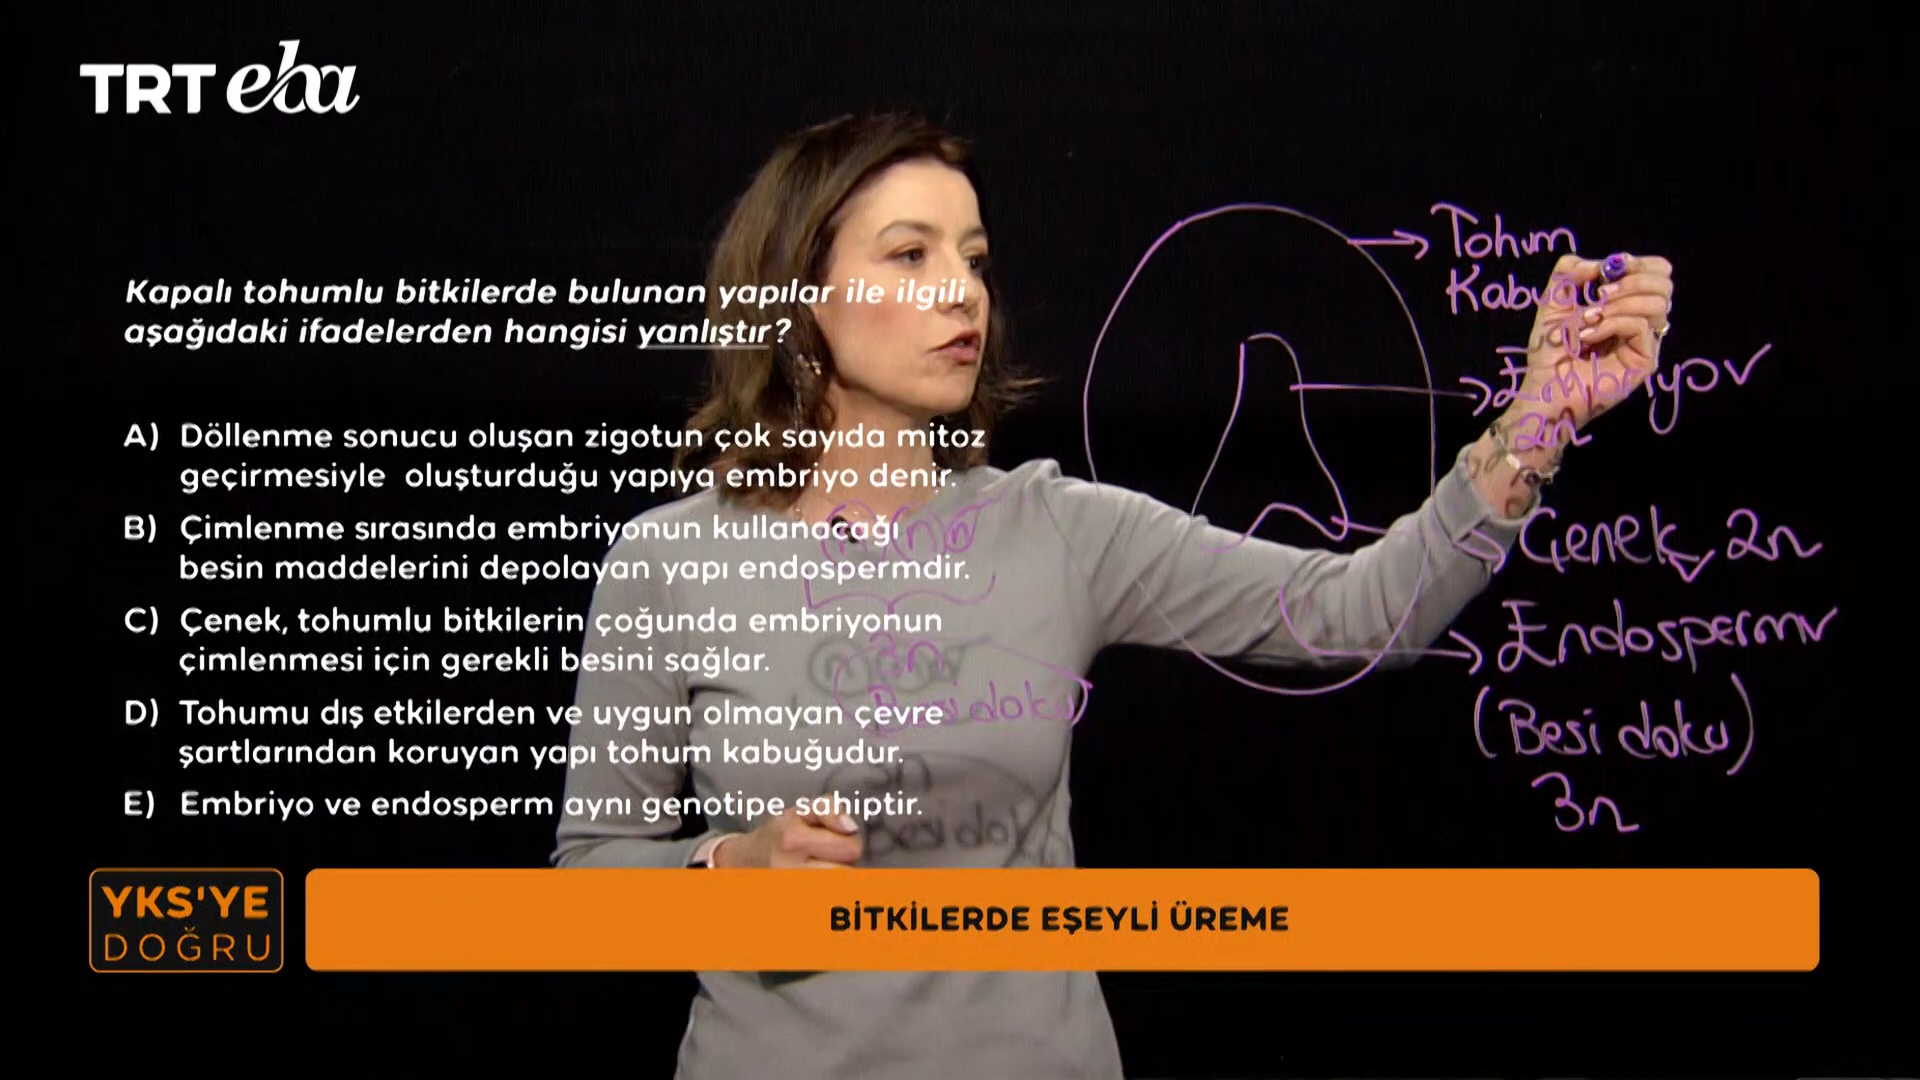 TRT eba
Kapalı tohumlu bitkilerde bulunan yapılar ile ilgili
aşağıdaki ifadelerden hangisi yanlıştır?
A) Döllenme sonucu oluşan zigotun çok sayıda mitoz
geçirmesiyle oluşturduğu yapıya embriyo denir.
B) Çimlenme sırasında embriyonun kullanacağı
besin maddelerini depolayan yapı endospermdir.
C) Çenek, tohumlu bitkilerin çoğunda embriyonun
çimlenmesi için gerekli besini sağlar.
D) Tohumu dış etkilerden ve uygun olmayan çevre
şartlarından koruyan yapı tohum kabuğudur.
E) Embriyo ve endosperm aynı genotipe sahiptir.
Tohum
Kabuğu
Embriyo
2n
Çenek 2n
Endosperm
(Besi doku)
3n
3n
(Besi doku)
YKS'YE
DOĞRU
BİTKİLERDE EŞEYLİ ÜREME